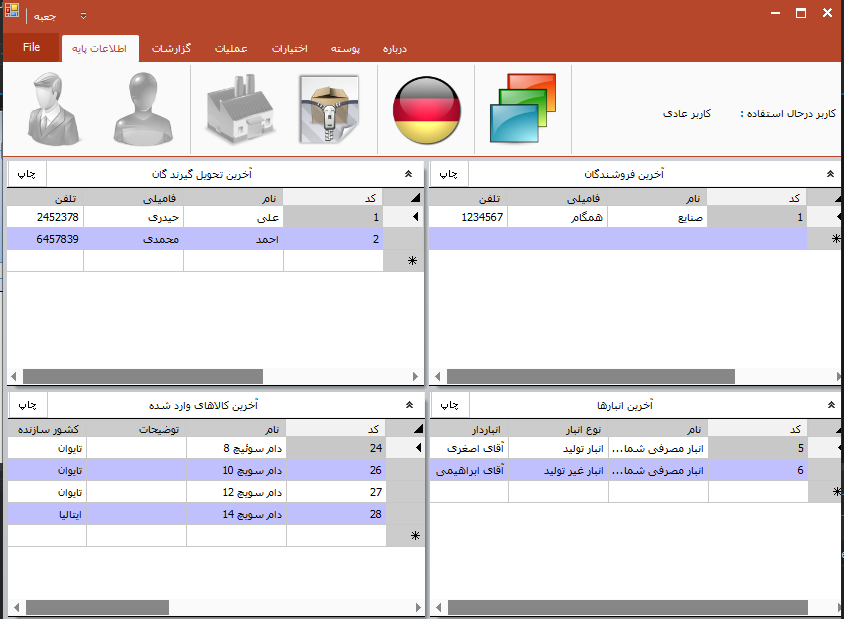 جعبه
File اطلاعات پایه گزارشات عملیات اختیارات پوسته درباره
کاربر درحال استفاده : کاربر عادی
آخرین فروشندگان چاپ
کد نام فامیلی تلفن
1 صنایع همگام 1234567
آخرین تحویل گیرند گان چاپ
کد نام فامیلی تلفن
1 علی حیدری 2452378
2 احمد محمدی 6457839
آخرین انبارها چاپ
کد نام نوع انبار انباردار
5 انبار مصرفی شما... انبار تولید آقای اصغری
6 انبار مصرفی شما... انبار غیر تولید آقای ابراهیمی
آخرین کالاهای وارد شده چاپ
کد نام توضیحات کشور سازنده
24 دام سوئیچ 8 تایوان
26 دام سویچ 10 تایوان
27 دام سویچ 12 تایوان
28 دام سویچ 14 ایتالیا